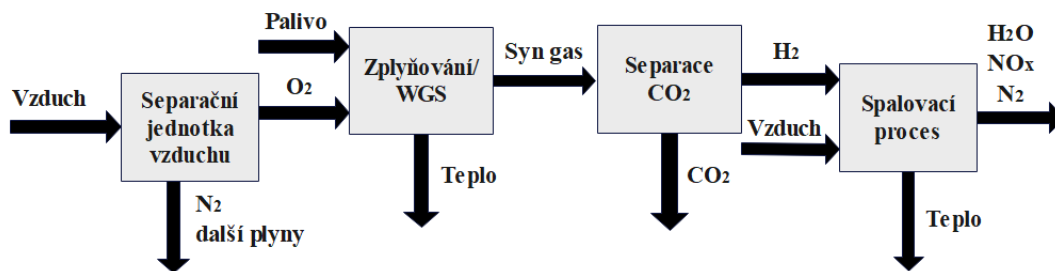 Vzduch
Separační
jednotka
vzduchu
N2
další plyny
Palivo
O2
Zplyňování/
WGS
Teplo
Syn gas
Separace
CO2
CO2
H2
Vzduch
Spalovací
proces
Teplo
H2O
NOx
N2